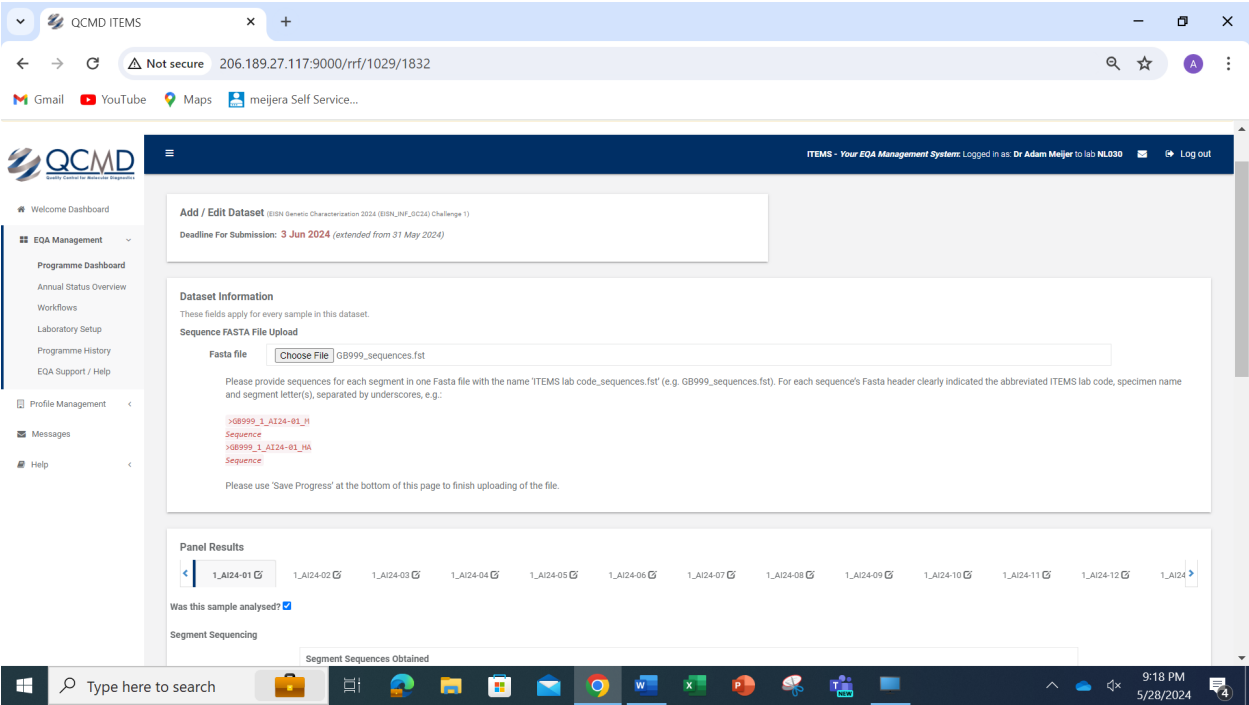 QCMD ITEMS
Not secure 206.189.27.117:9000/rrf/1029/1832
A
Gmail YouTube Maps meijera Self Service...
QCMD
Quality Control for Molecular Diagnostics
ITEMS - Your EQA Management System: Logged in as: Dr Adam Meijer to lab NL030 Log out
Welcome Dashboard
EQA Management
Programme Dashboard
Annual Status Overview
Workflows
Laboratory Setup
Programme History
EQA Support / Help
Profile Management
Messages
Help
Add / Edit Dataset (EISN Genetic Characterization 2024 (EISN_INF_GC24) Challenge 1)
Deadline For Submission: 3 Jun 2024 (extended from 31 May 2024)
Dataset Information
These fields apply for every sample in this dataset.
Sequence FASTA File Upload
Fasta file Choose File GB999_sequences.fst
Please provide sequences for each segment in one Fasta file with the name 'ITEMS lab code_sequences.fst' (e.g. GB999_sequences.fst). For each sequence's Fasta header clearly indicated the abbreviated ITEMS lab code, specimen name
and segment letter(s), separated by underscores, e.g.:
>GB999_1_AI24-01_M
Sequence
>GB999_1_AI24-01_HA
Sequence
Please use 'Save Progress' at the bottom of this page to finish uploading of the file.
Panel Results
1_AI24-01 1_AI24-02 1_AI24-03 1_AI24-04 1_AI24-05 1_AI24-06 1_AI24-07 1_AI24-08 1_AI24-09 1_AI24-10 1_AI24-11 1_AI24-12 1_AI24
Was this sample analysed?
Segment Sequencing
Segment Sequences Obtained
Type here to search
NEW
9:18 PM
5/28/2024
4